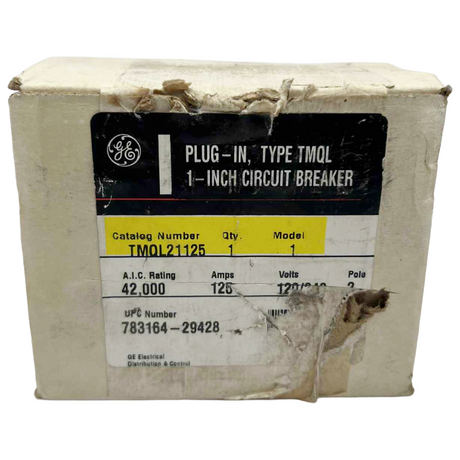 GE
PLUG-IN, TYPE TMQL
1-INCH CIRCUIT BREAKER
Catalog Number Qty. Model
TMQL21125 1 1
A.I.C. Rating Amps Volts Pole
42,000 125
UPC Number
783164-29428
GE Electrical
Distribution & Control